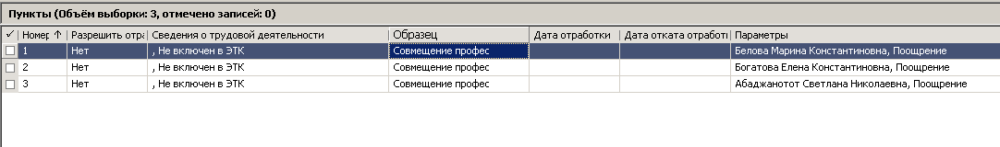 Пункты (Объём выборки: 3, отмечено записей: 0)
Номер Разрешить отра Сведения о трудовой деятельности Образец Дата отработки Дата отката отработі Параметры
1 Нет , Не включен в ЭТК Совмещение профес Белова Марина Константиновна, Поощрение
2 Нет , Не включен в ЭТК Совмещение профес Богатова Елена Константиновна, Поощрение
3 Нет , Не включен в ЭТК Совмещение профес Абаджанотот Светлана Николаевна, Поощрение